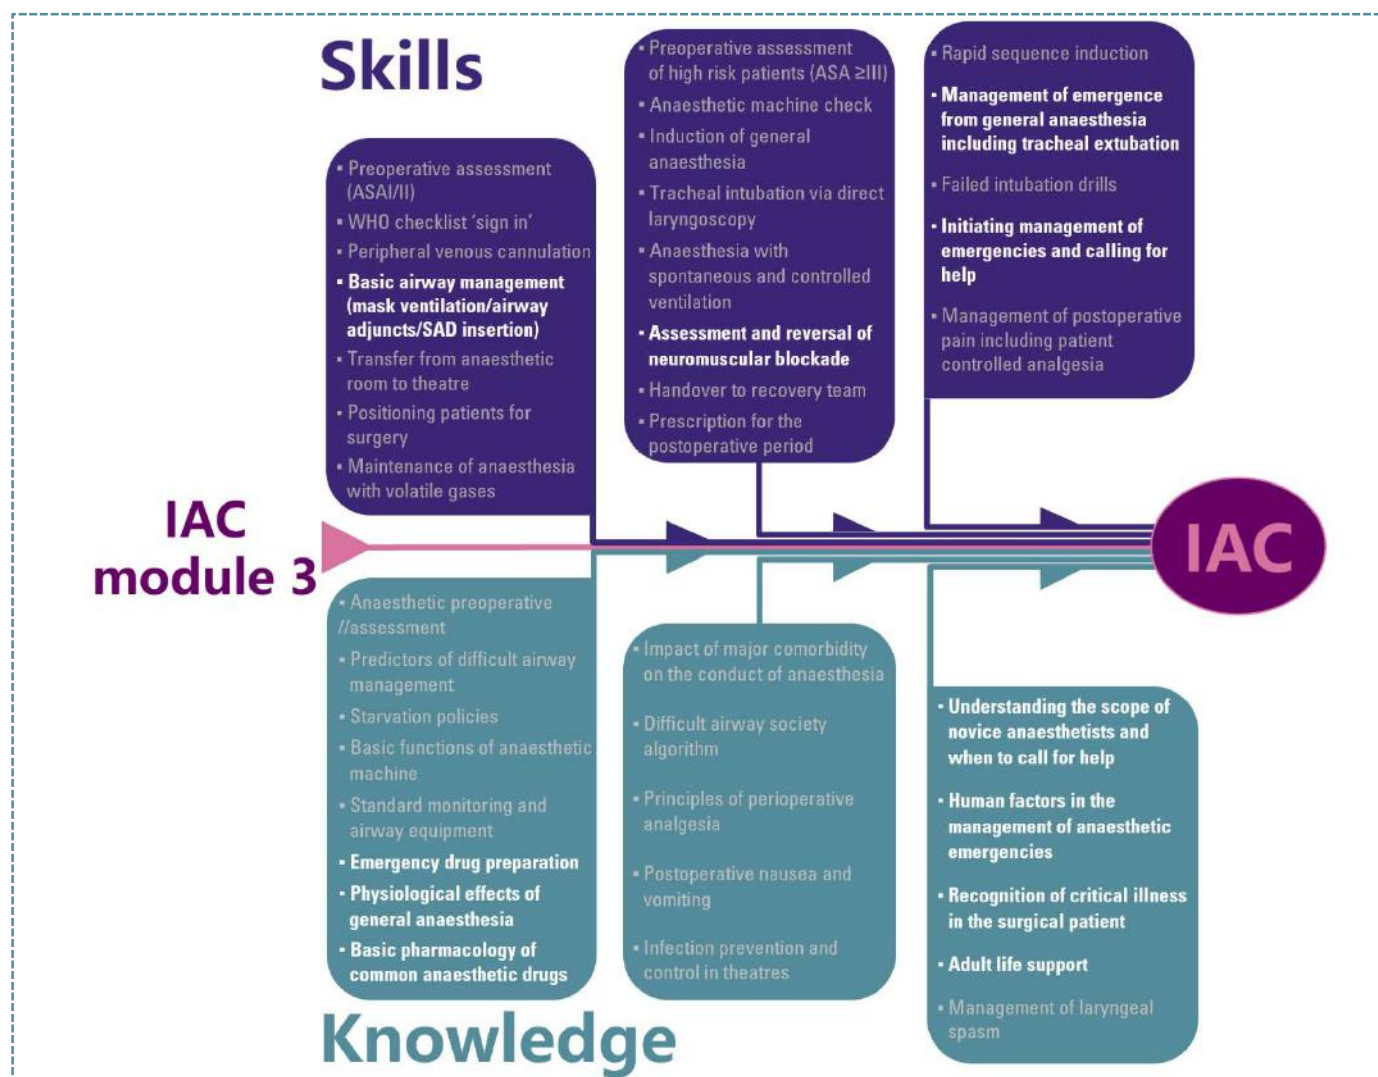 Skills
▪ Preoperative assessment
(ASAI/II)
▪ WHO checklist ‘sign in’
▪ Peripheral venous cannulation
▪ Basic airway management
(mask ventilation/airway
adjuncts/SAD insertion)
▪ Transfer from anaesthetic
room to theatre
▪ Positioning patients for
surgery
▪ Maintenance of anaesthesia
with volatile gases
▪ Preoperative assessment
of high risk patients (ASA ≥III)
▪ Anaesthetic machine check
▪ Induction of general
anaesthesia
▪ Tracheal intubation via direct
laryngoscopy
▪ Anaesthesia with
spontaneous and controlled
ventilation
▪ Assessment and reversal of
neuromuscular blockade
▪ Handover to recovery team
▪ Prescription for the
postoperative period
▪ Rapid sequence induction
▪ Management of emergence
from general anaesthesia
including tracheal extubation
▪ Failed intubation drills
▪ Initiating management of
emergencies and calling for
help
▪ Management of postoperative
pain including patient
controlled analgesia
IAC
module 3
IAC
▪ Anaesthetic preoperative
//assessment
▪ Predictors of difficult airway
management
▪ Starvation policies
▪ Basic functions of anaesthetic
machine
▪ Standard monitoring and
airway equipment
▪ Emergency drug preparation
▪ Physiological effects of
general anaesthesia
▪ Basic pharmacology of
common anaesthetic drugs
▪ Impact of major comorbidity
on the conduct of anaesthesia
▪ Difficult airway society
algorithm
▪ Principles of perioperative
analgesia
▪ Postoperative nausea and
vomiting
▪ Infection prevention and
control in theatres
▪ Understanding the scope of
novice anaesthetists and
when to call for help
▪ Human factors in the
management of anaesthetic
emergencies
▪ Recognition of critical illness
in the surgical patient
▪ Adult life support
▪ Management of laryngeal
spasm
Knowledge